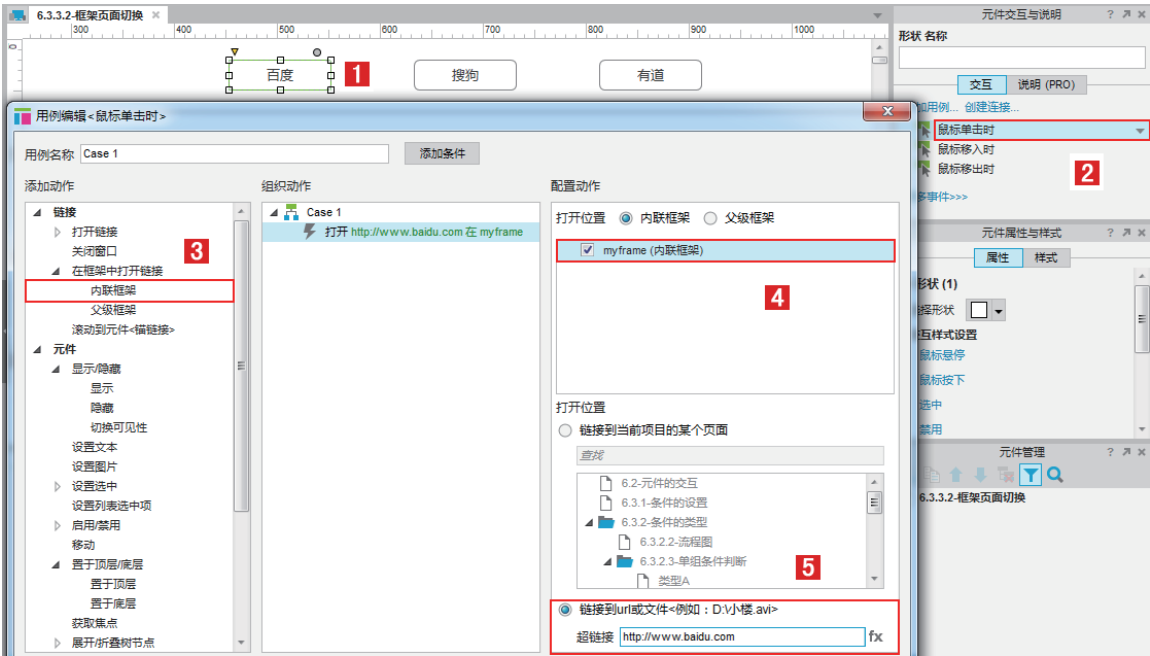 6.3.3.2-框架页面切换
300 400 500 600 700 800 900 1000
0
百度 1 搜狗 有道
元件交互与说明
形状 名称
交互 说明 (PRO)
加用例... 创建连接...
鼠标单击时
鼠标移入时
鼠标移出时
2
多事件>>>
元件属性与样式
属性 样式
形状 (1)
选择形状
交互样式设置
鼠标悬停
鼠标按下
选中
禁用
元件管理
6.3.3.2-框架页面切换
用例编辑<鼠标单击时>
用例名称 Case 1 添加条件
添加动作
链接
打开链接
关闭窗口
3
在框架中打开链接
内联框架
父级框架
滚动到元件<锚链接>
元件
显示/隐藏
显示
隐藏
切换可见性
设置文本
设置图片
设置选中
设置列表选中项
启用/禁用
移动
置于顶层/底层
置于顶层
置于底层
获取焦点
展开/折叠树节点
组织动作
Case 1
打开 http://www.baidu.com 在 myframe
配置动作
打开位置 内联框架 父级框架
myframe (内联框架)
4
打开位置
链接到当前项目的某个页面
查找
6.2-元件的交互
6.3.1-条件的设置
6.3.2-条件的类型
6.3.2.2-流程图
6.3.2.3-单组条件判断
类型A
5
链接到url或文件<例如：D:\小楼.avi>
超链接 http://www.baidu.com fx